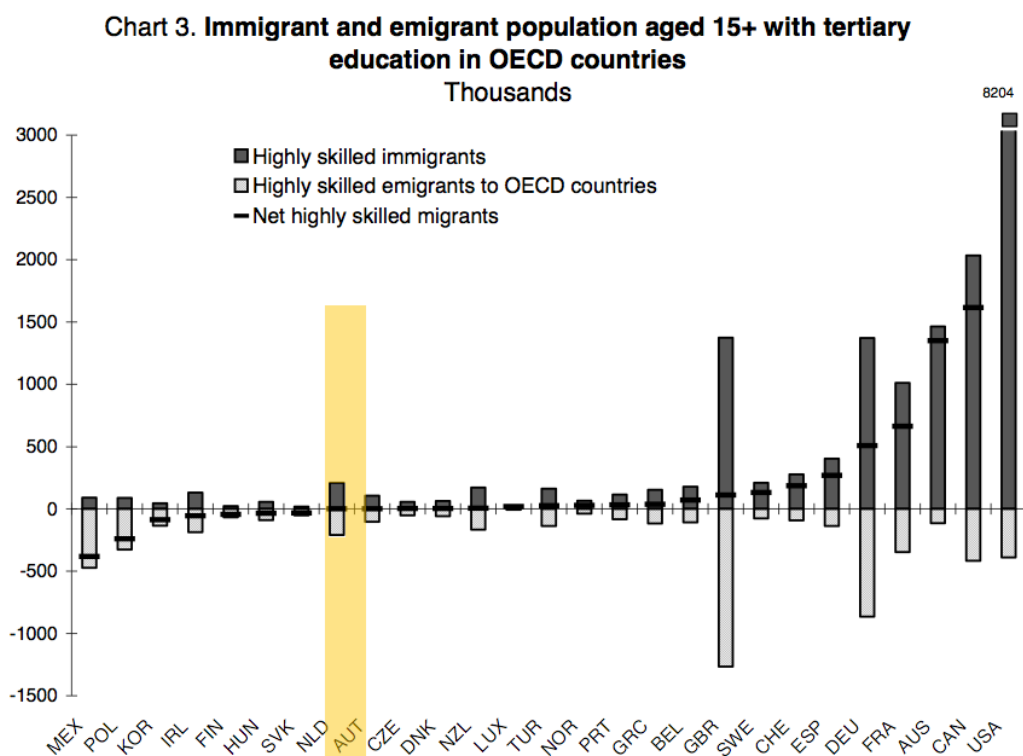 Chart 3. Immigrant and emigrant population aged 15+ with tertiary
education in OECD countries
Thousands
8204
3000
Highly skilled immigrants
2500
Highly skilled emigrants to OECD countries
Net highly skilled migrants
2000
1500
1000
500
0
-500
-1000
-1500
MEX POL KOR IRL FIN HUN SVK NLD AUT CZE DNK NZL LUX TUR NOR PRT GRC BEL GBR SWE CHE ESP DEU FRA AUS CAN USA